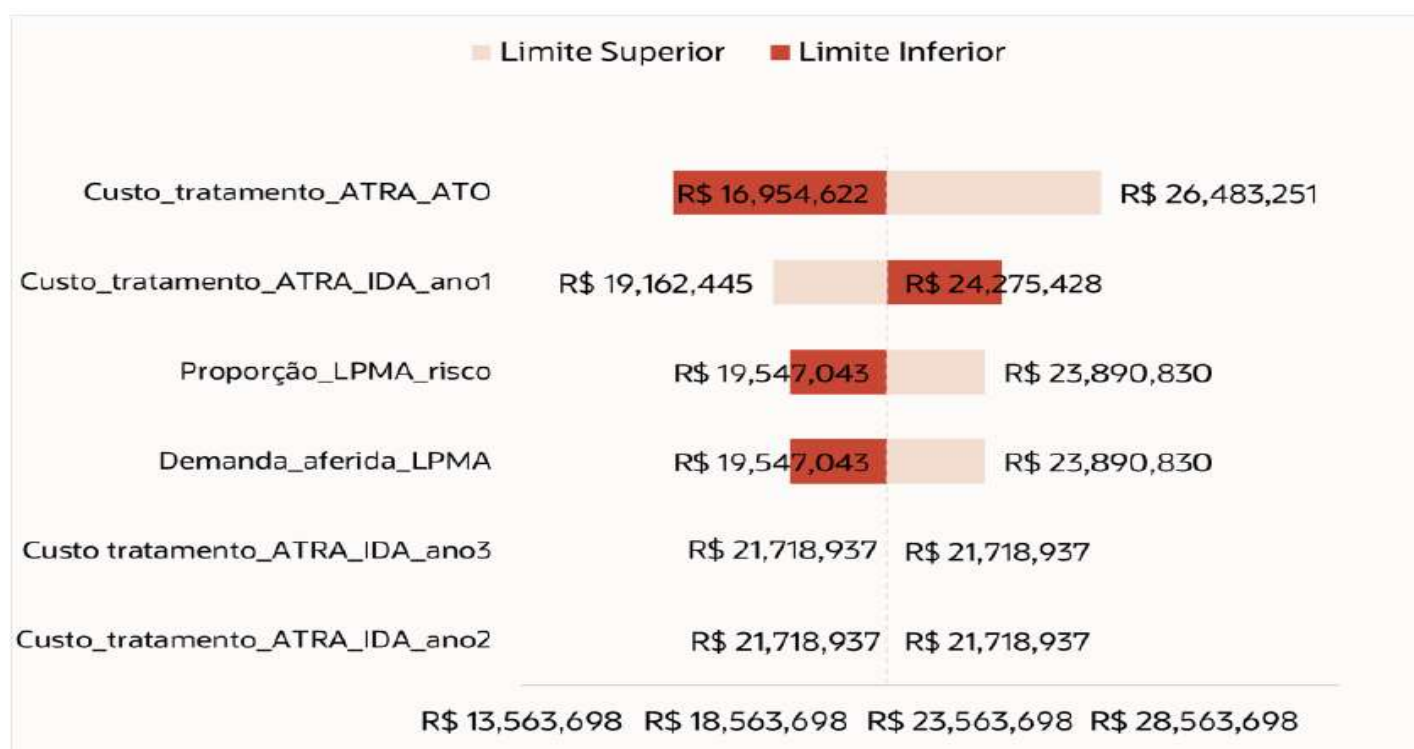 Limite Superior Limite Inferior
Custo_tratamento_ATRA_ATO R$ 16,954,622 R$ 26,483,251
Custo_tratamento_ATRA_IDA_ano1 R$ 19,162,445 R$ 24,275,428
Proporção_LPMA_risco R$ 19,547,043 R$ 23,890,830
Demanda_aferida_LPMA R$ 19,547,043 R$ 23,890,830
Custo tratamento_ATRA_IDA_ano3 R$ 21,718,937 R$ 21,718,937
Custo_tratamento_ATRA_IDA_ano2 R$ 21,718,937 R$ 21,718,937
R$ 13,563,698 R$ 18,563,698 R$ 23,563,698 R$ 28,563,698